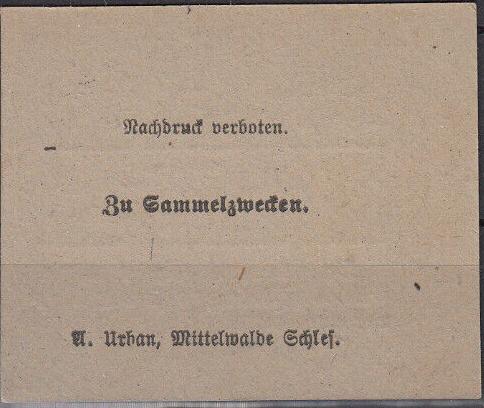 Nachdruck verboten.
Zu Sammelzwecken.
A. Urban, Mittelwalde Schles.